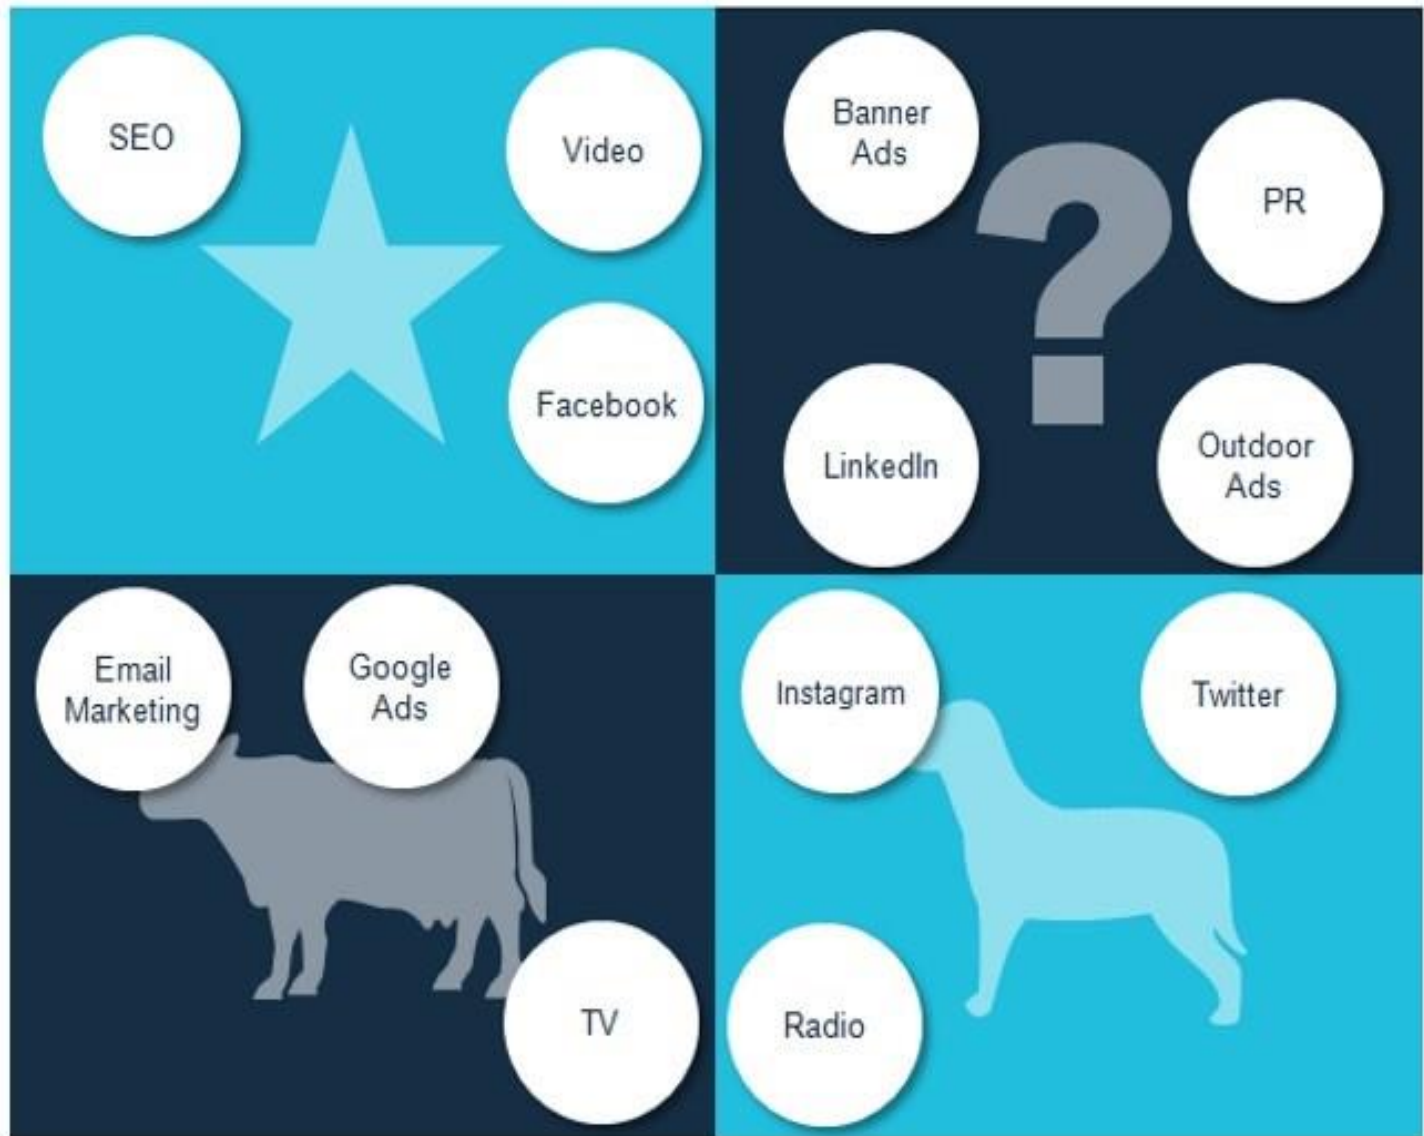 SEO
Video
Facebook
Banner
Ads
PR
LinkedIn
Outdoor
Ads
Email
Marketing
Google
Ads
TV
Instagram
Twitter
Radio